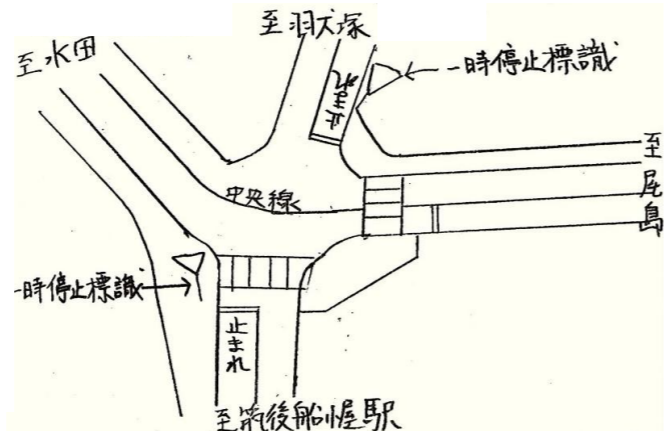 至羽犬塚
至水田
一時停止標識
止まれ
至尾島
中央線
一時停止標識
止まれ
至筑後船小屋駅